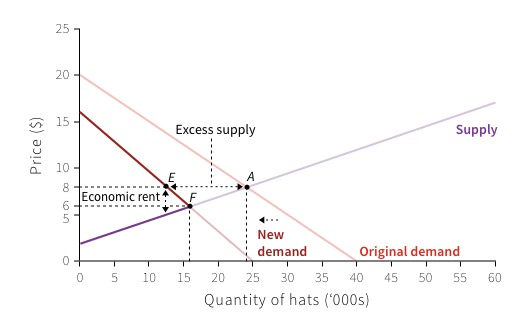 25
20
15
10
8
6
5
0
Price ($)
Excess supply
E
A
Economic rent
F
Supply
New
demand
Original demand
0 5 10 15 20 25 30 35 40 45 50 55 60
Quantity of hats (‘000s)